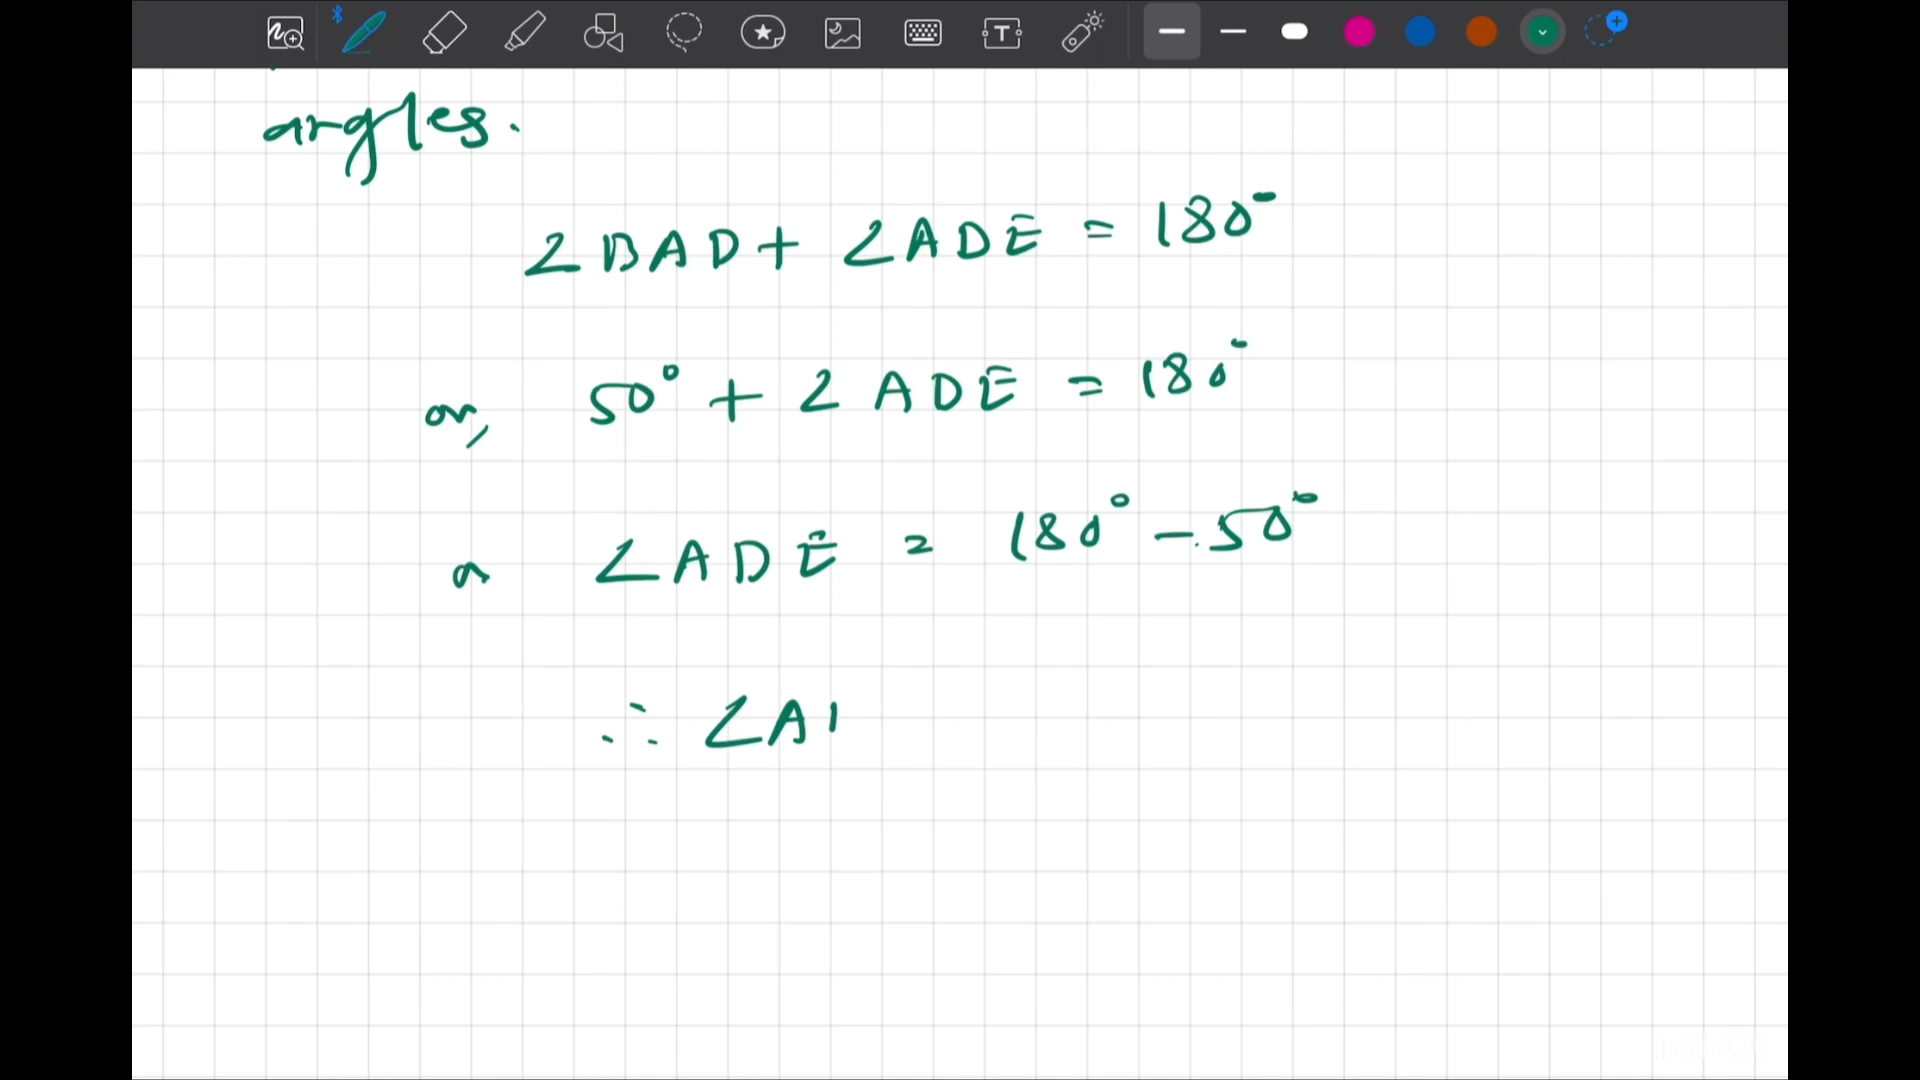 angles.
∠BAD + ∠ADE = 180°
or, 50° + ∠ADE = 180°
or ∠ADE = 180° - 50°
∴ ∠A